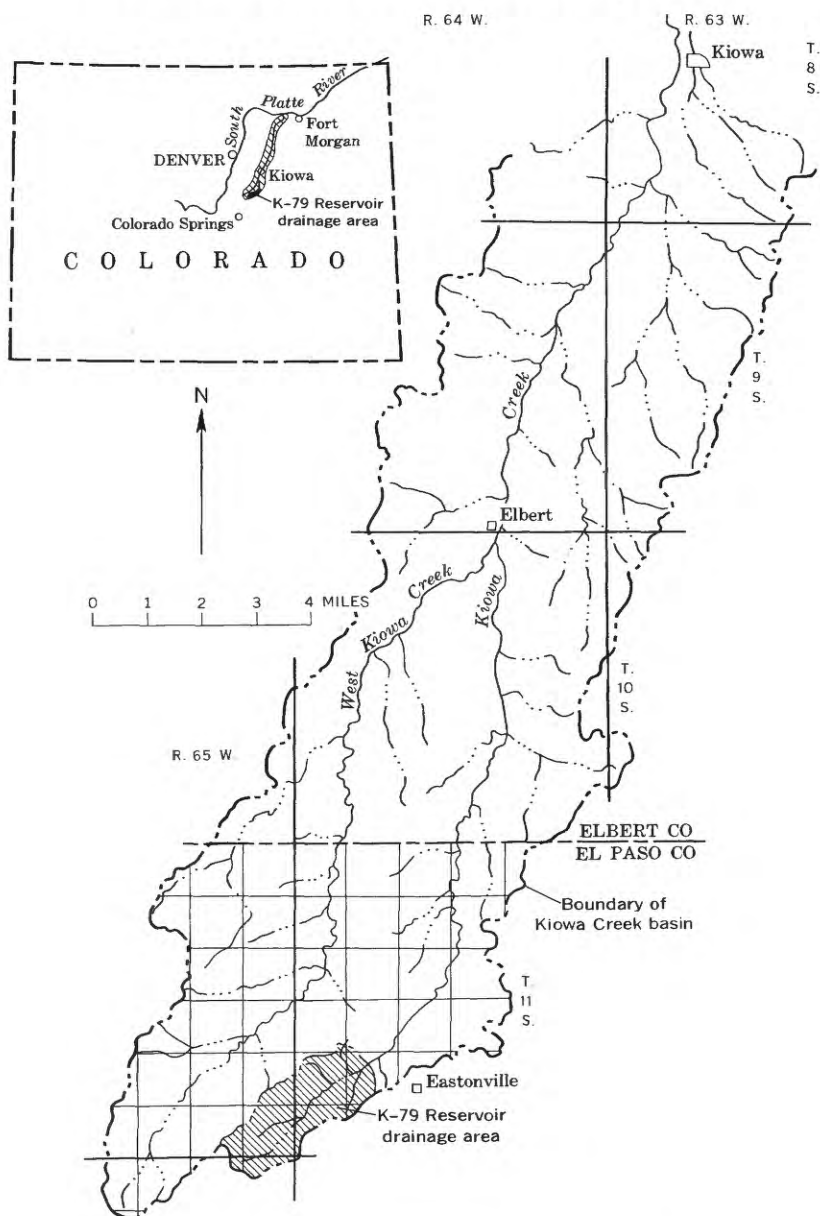 R. 64 W.
R. 63 W.
Kiowa
T.
8
S.
South
Platte
River
Fort
Morgan
DENVER
Kiowa
K-79 Reservoir
drainage area
Colorado Springs
COLORADO
N
T.
9
S.
Creek
Elbert
0 1 2 3 4 MILES
West Kiowa Creek
Kiowa
T.
10
S.
R. 65 W.
ELBERT CO
EL PASO CO
Boundary of
Kiowa Creek basin
T.
11
S.
Eastonville
K-79 Reservoir
drainage area